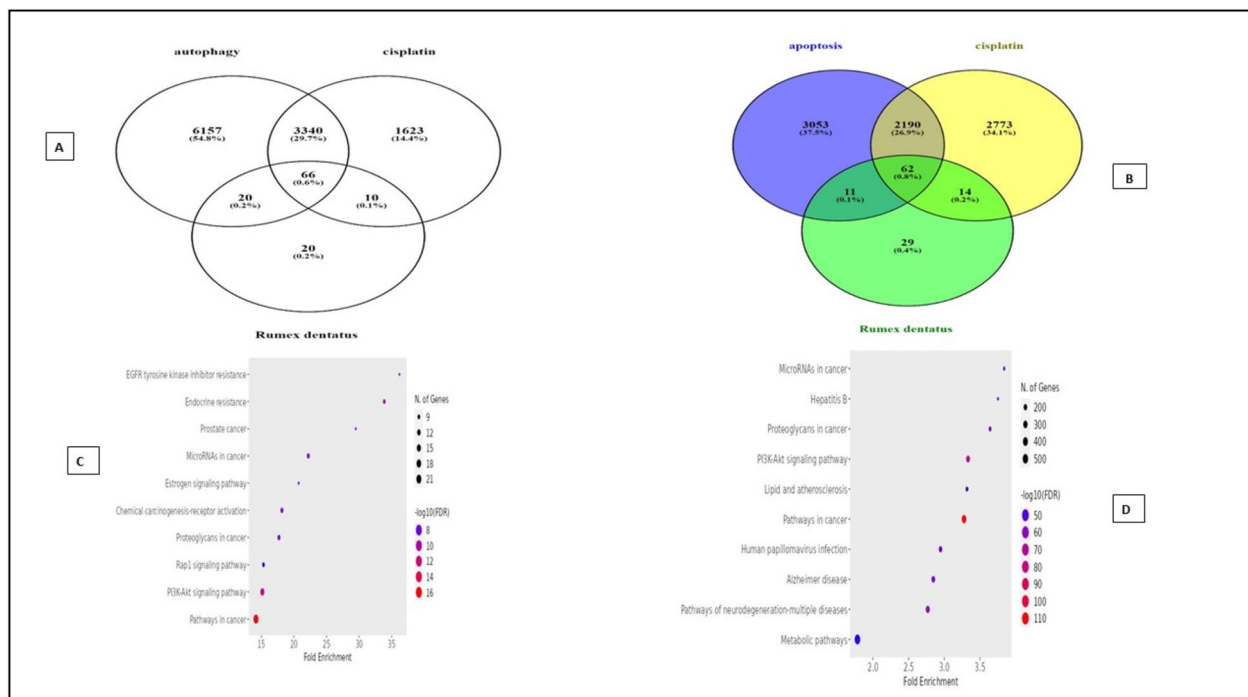 autophagy
cisplatin
6157
(54.8%)
3340
(29.7%)
1623
(14.4%)
66
(0.6%)
20
(0.2%)
10
(0.1%)
20
(0.2%)
Rumex dentatus
A
apoptosis
cisplatin
3053
(37.5%)
2190
(26.9%)
2773
(34.1%)
62
(0.8%)
11
(0.1%)
14
(0.2%)
29
(0.4%)
Rumex dentatus
B
C
EGFR tyrosine kinase inhibitor resistance
Endocrine resistance
Prostate cancer
MicroRNAs in cancer
Estrogen signaling pathway
Chemical carcinogenesis-receptor activation
Proteoglycans in cancer
Rap1 signaling pathway
PI3K-Akt signaling pathway
Pathways in cancer
15 20 25 30 35
Fold Enrichment
N. of Genes
9
12
15
18
21
-log10(FDR)
8
10
12
14
16
MicroRNAs in cancer
Hepatitis B
Proteoglycans in cancer
PI3K-Akt signaling pathway
Lipid and atherosclerosis
Pathways in cancer
Human papillomavirus infection
Alzheimer disease
Pathways of neurodegeneration-multiple diseases
Metabolic pathways
2.0 2.5 3.0 3.5
Fold Enrichment
N. of Genes
200
300
400
500
-log10(FDR)
50
60
70
80
90
100
110
D